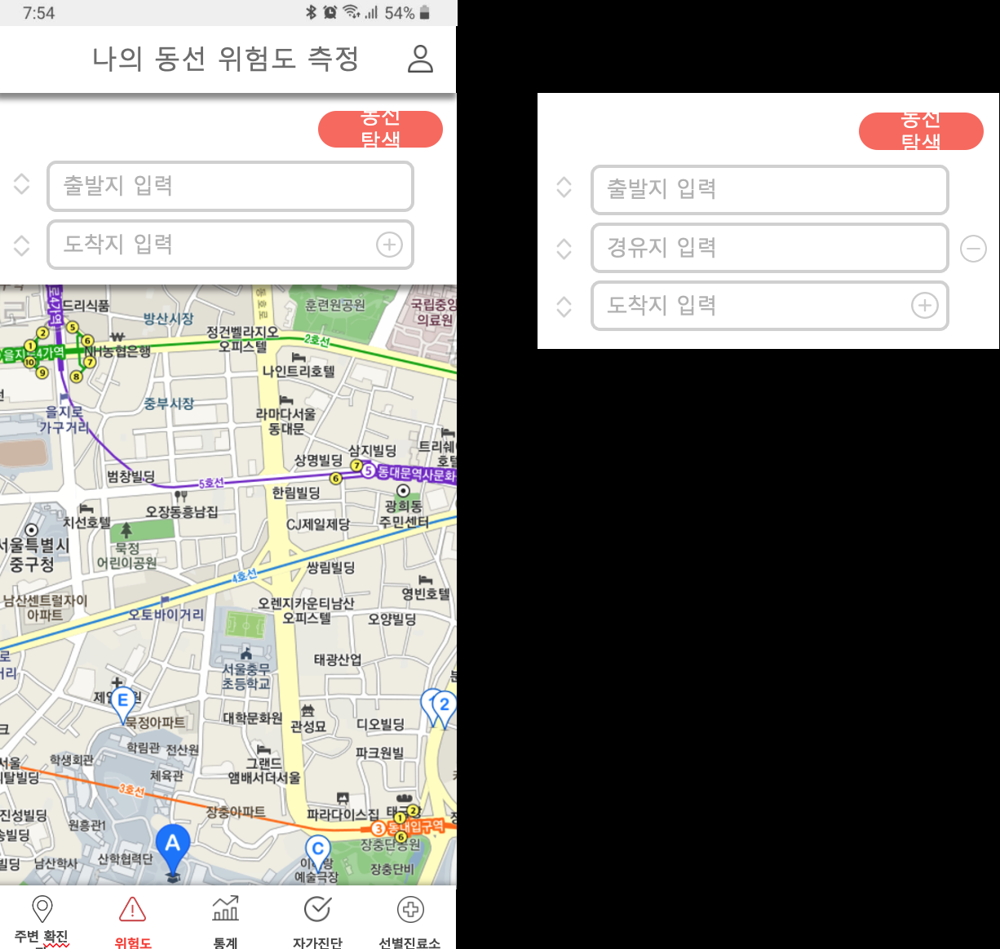 7:54
54%
나의 동선 위험도 측정
동선
탐색
출발지 입력
도착지 입력
동선
탐색
출발지 입력
경유지 입력
도착지 입력
드리식품
방산시장
동호로
훈련원공원
국립중앙
의료원
정건벨라지오
오피스텔
2호선
NH농협은행
나인트리호텔
중부시장
을지로
가구거리
라마다서울
동대문
상명빌딩
삼지빌딩
트리쉐
호텔
범창빌딩
5호선
5 동대문역사문화
한림빌딩
광희동
주민센터
오장동흥남집
치선호텔
CJ제일제당
묵정
어린이공원
서울특별시
중구청
쌍림빌딩
4호선
영빈호텔
남산센트럴자이
아파트
오토바이거리
오렌지카운티남산
오피스텔
오양빌딩
태광산업
서울충무
초등학교
E
1
2
묵정아파트
대학문화원
관성묘
디오빌딩
학림관
전산원
파크원빌
학생회관
체육관
그랜드
앰배서더서울
3호선
장충아파트
파라다이스집
진성빌딩
원흥관1
3 동대입구역
장충단공원
A
C
남산학사
산학협력단
예술극장
장충단비
주변 확진
위험도
통계
자가진단
선별진료소